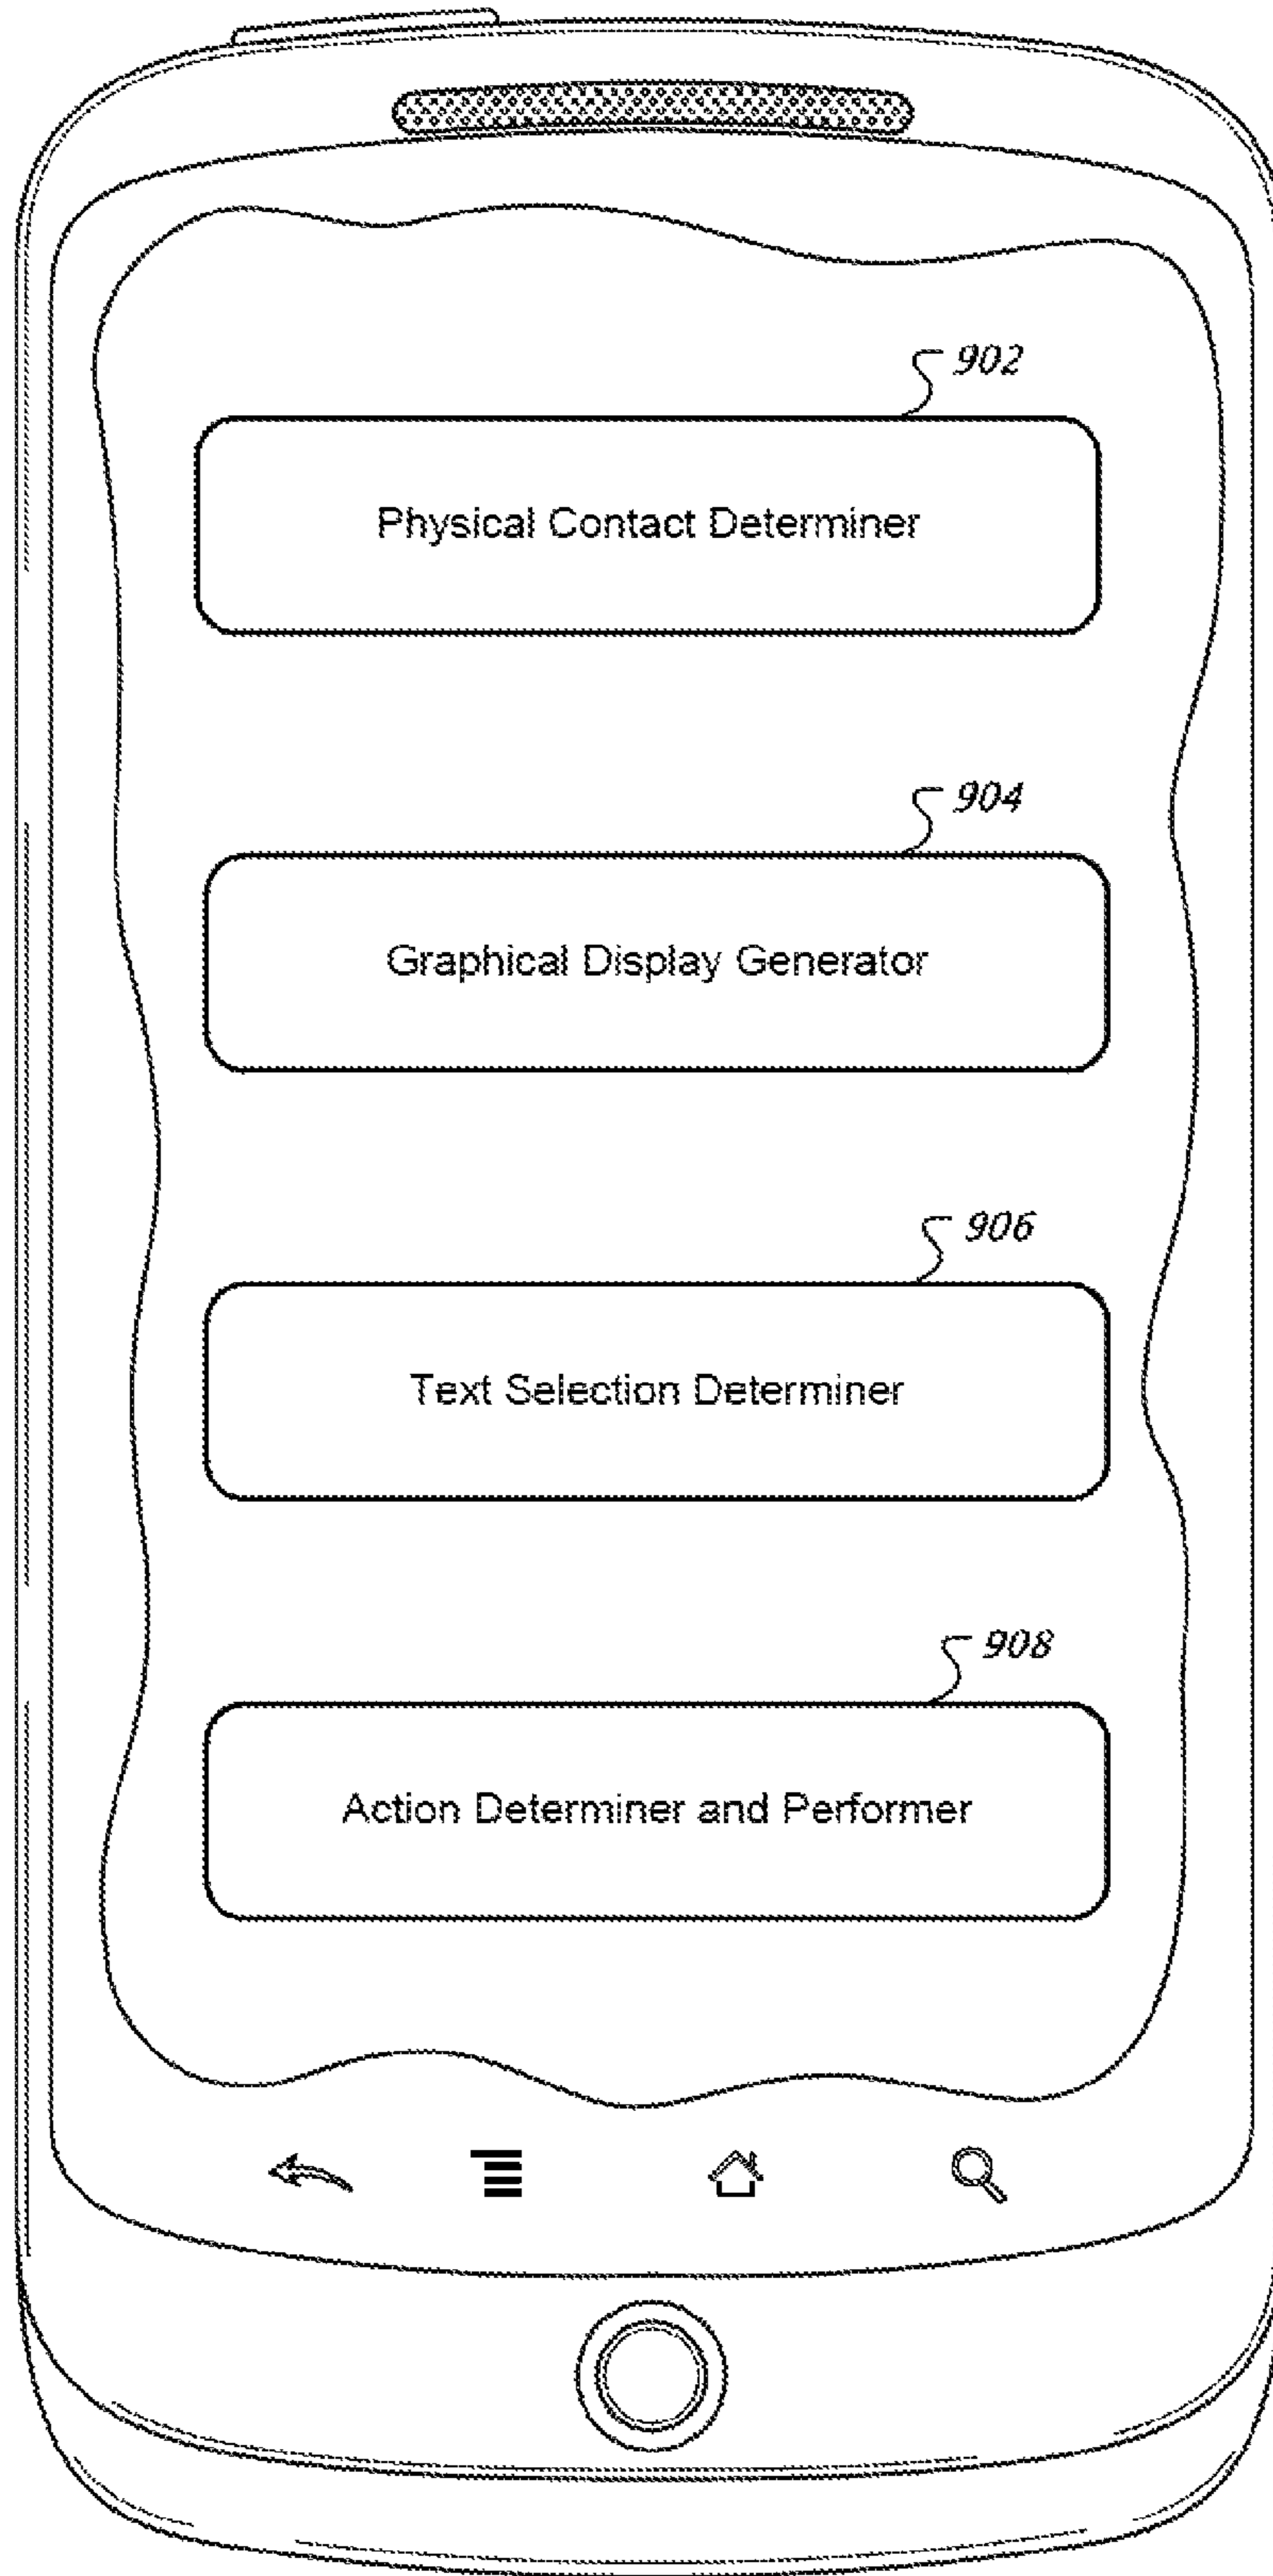 902
Physical Contact Determiner
904
Graphical Display Generator
906
Text Selection Determiner
908
Action Determiner and Performer